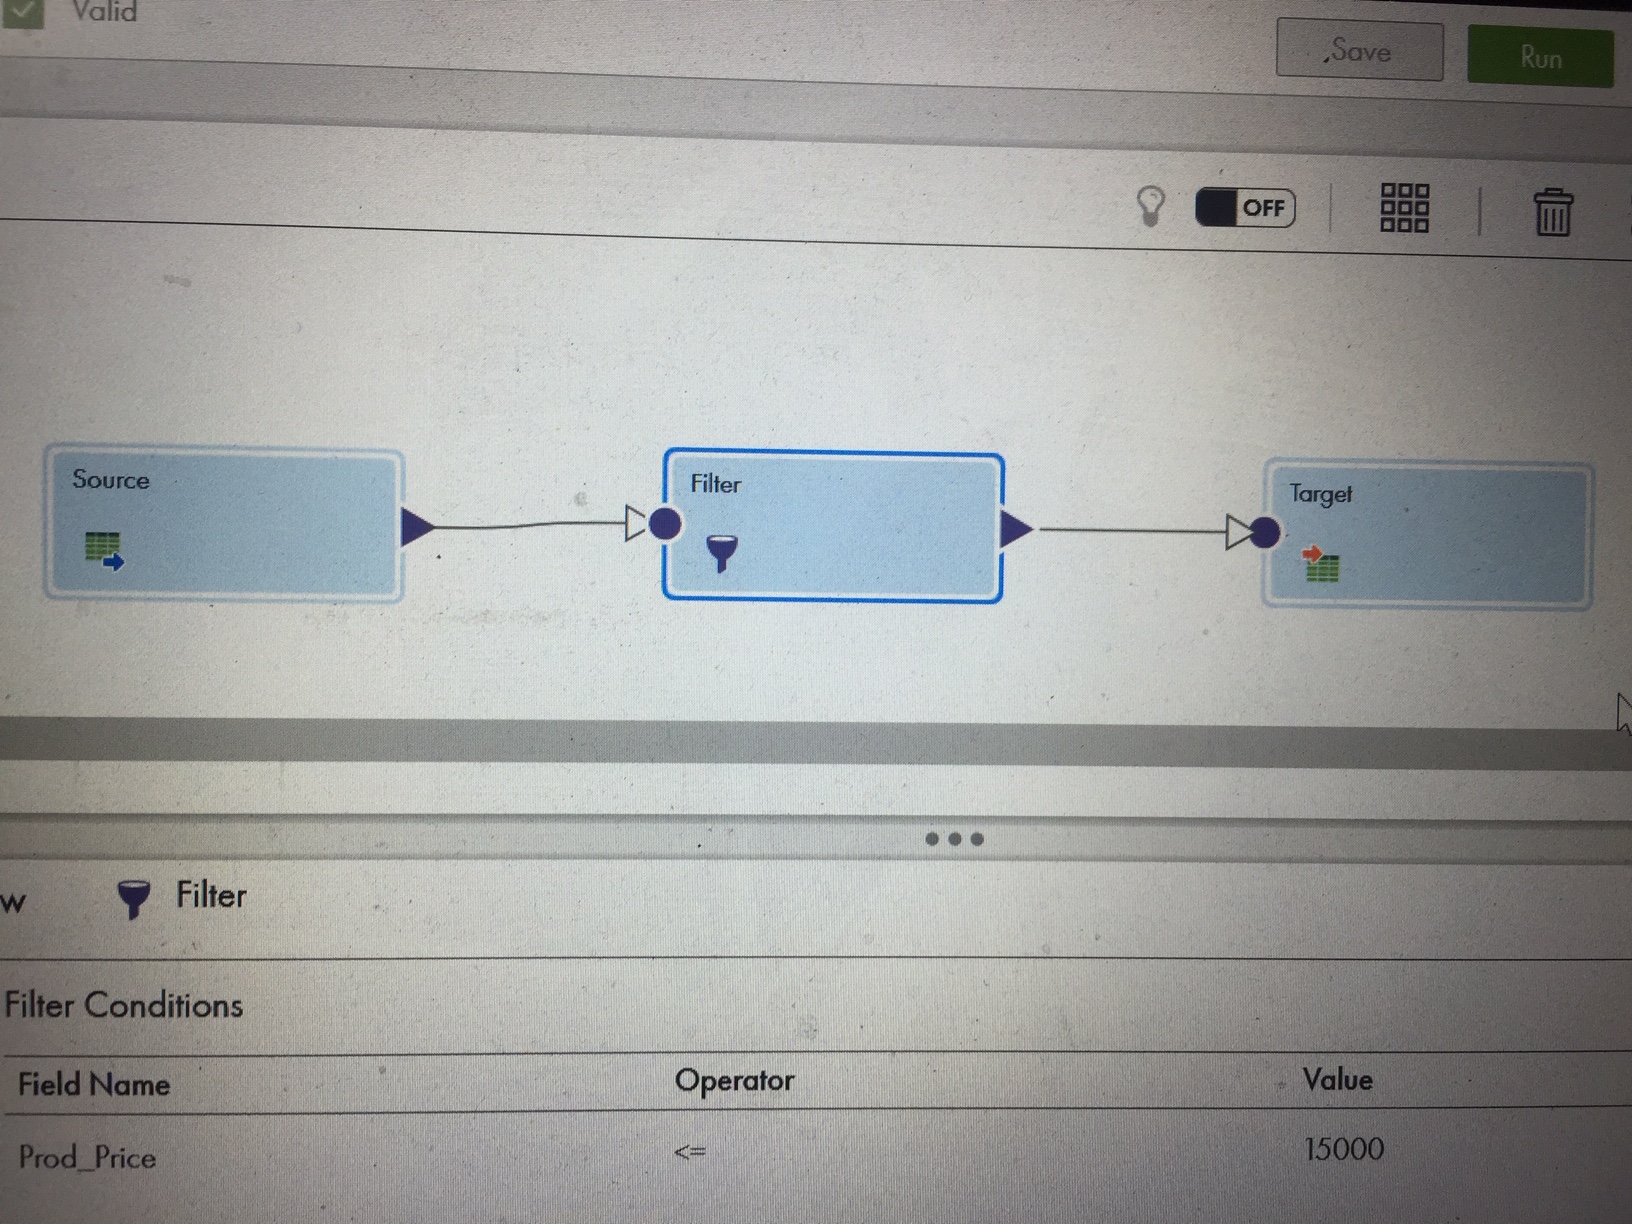 Valid
Save
Run
OFF
Source
Filter
Target
Filter
Filter Conditions
Field Name Operator Value
Prod_Price <= 15000